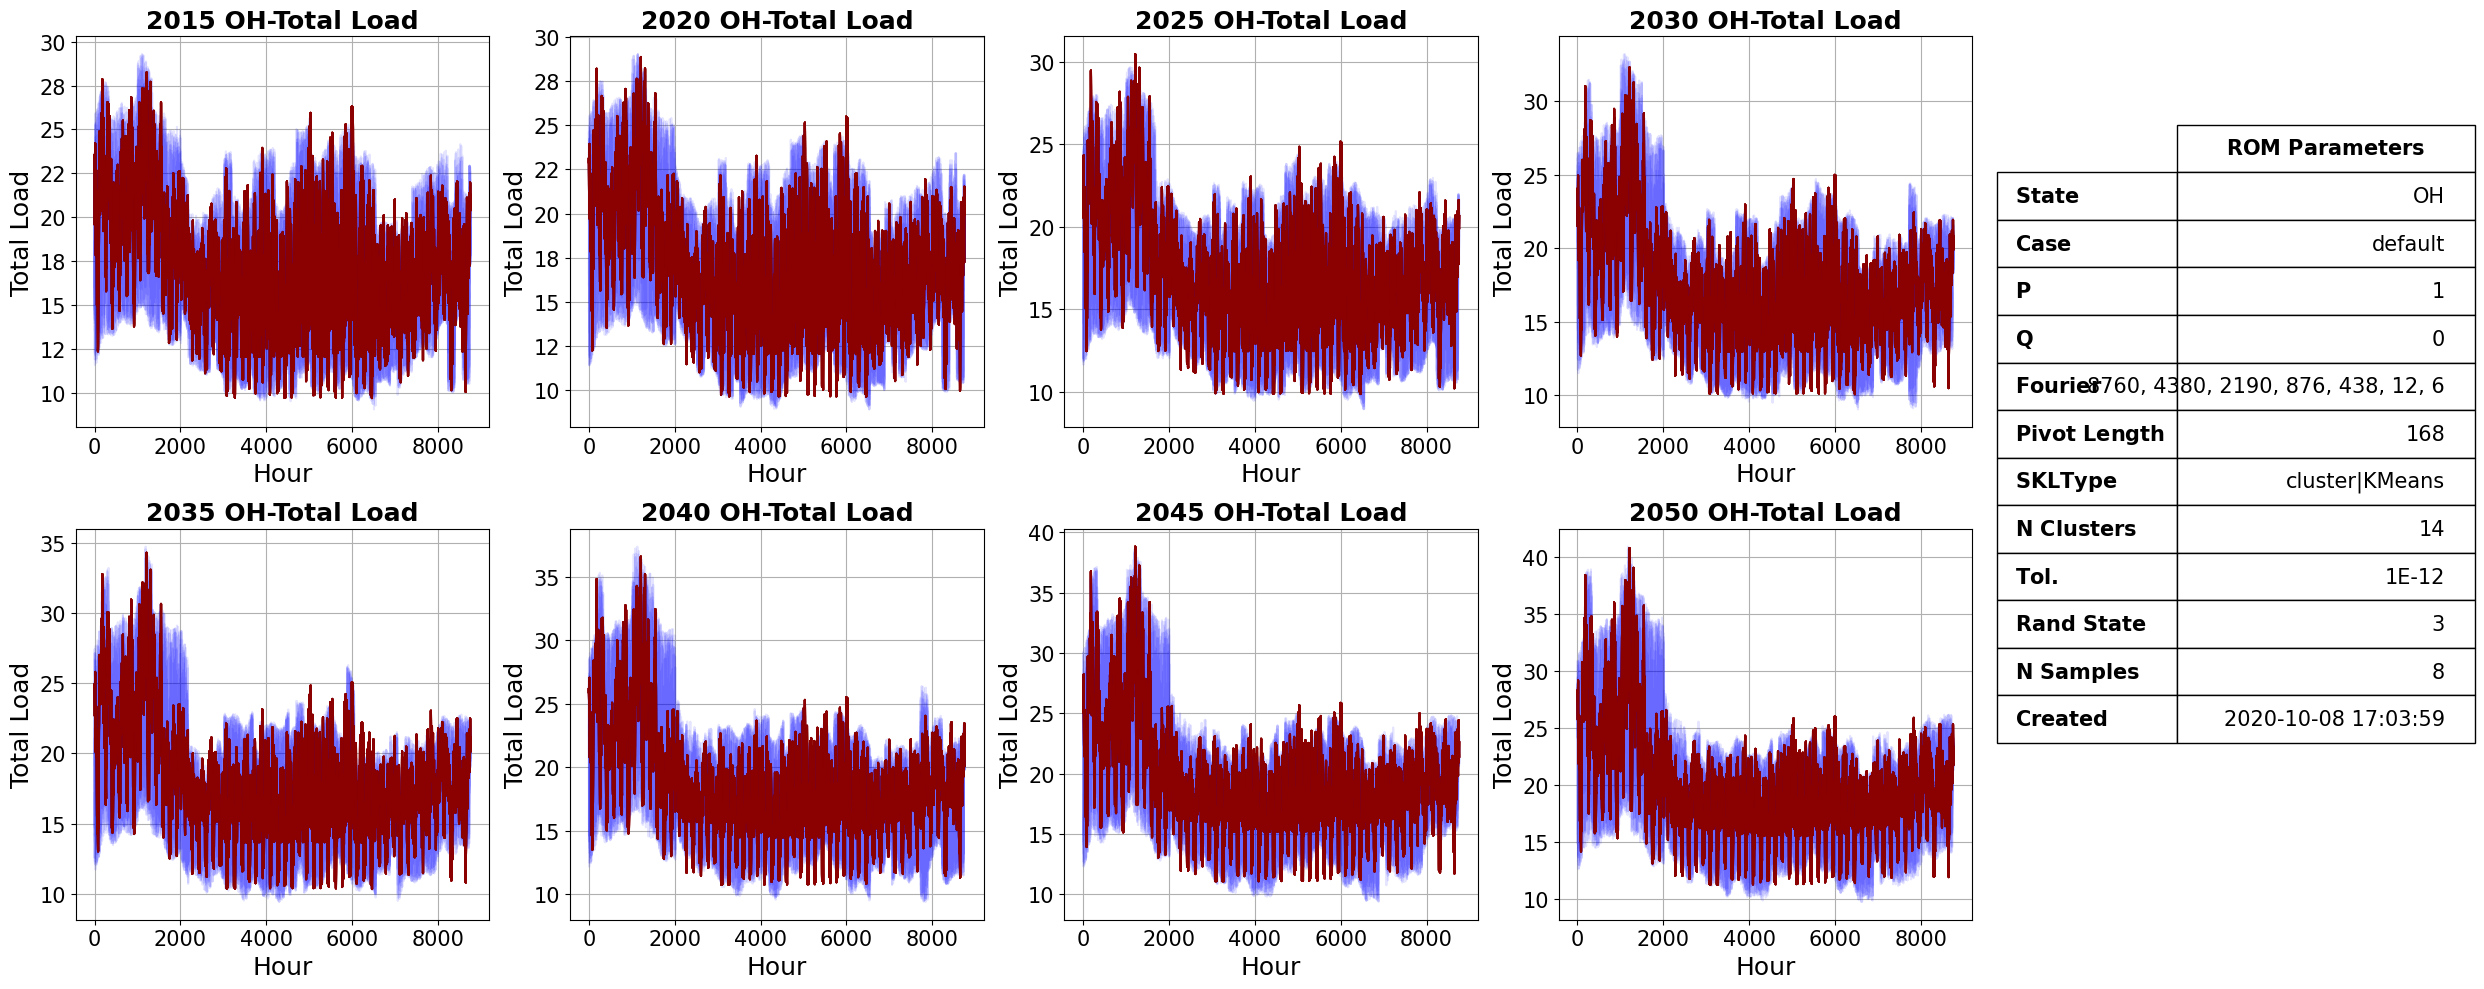 2015 OH-Total Load
30
28
25
22
20
18
15
12
10
Total Load
0 2000 4000 6000 8000
Hour
2020 OH-Total Load
30
28
25
22
20
18
15
12
10
Total Load
0 2000 4000 6000 8000
Hour
2025 OH-Total Load
30
25
20
15
10
Total Load
0 2000 4000 6000 8000
Hour
2030 OH-Total Load
30
25
20
15
10
Total Load
0 2000 4000 6000 8000
Hour
2035 OH-Total Load
35
30
25
20
15
10
Total Load
0 2000 4000 6000 8000
Hour
2040 OH-Total Load
35
30
25
20
15
10
Total Load
0 2000 4000 6000 8000
Hour
2045 OH-Total Load
40
35
30
25
20
15
10
Total Load
0 2000 4000 6000 8000
Hour
2050 OH-Total Load
40
35
30
25
20
15
10
Total Load
0 2000 4000 6000 8000
Hour
ROM Parameters
State OH
Case default
P 1
Q 0
Fourier 8760, 4380, 2190, 876, 438, 12, 6
Pivot Length 168
SKLType cluster|KMeans
N Clusters 14
Tol. 1E-12
Rand State 3
N Samples 8
Created 2020-10-08 17:03:59